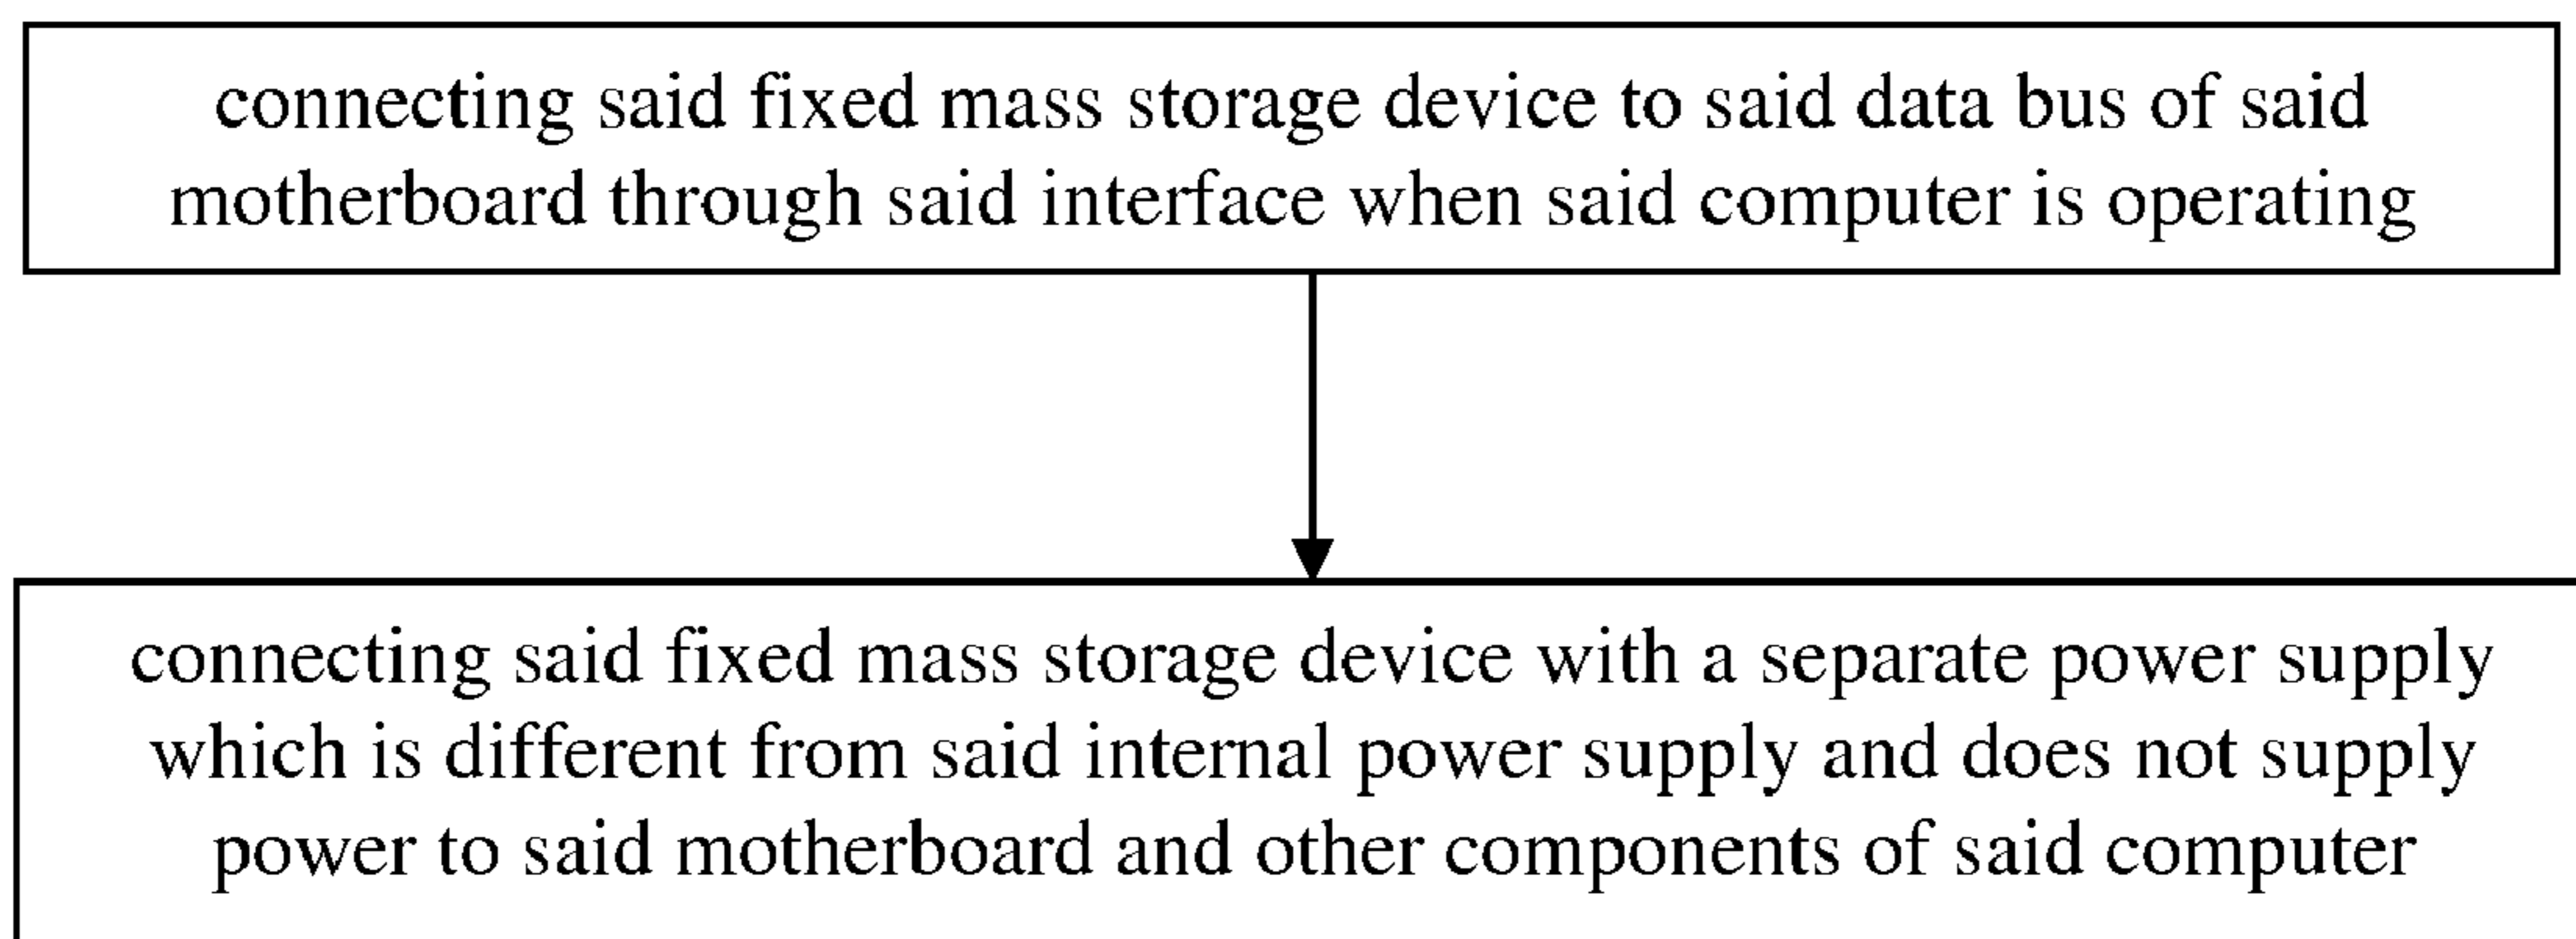 connecting said fixed mass storage device to said data bus of said
motherboard through said interface when said computer is operating
connecting said fixed mass storage device with a separate power supply
which is different from said internal power supply and does not supply
power to said motherboard and other components of said computer